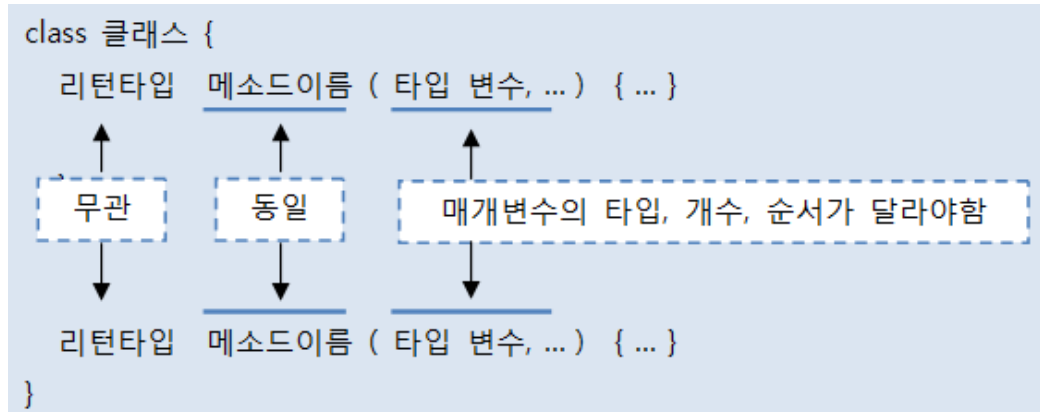 class 클래스 {
리턴타입 메소드이름 ( 타입 변수, ... ) { ... }
무관 동일 매개변수의 타입, 개수, 순서가 달라야함
리턴타입 메소드이름 ( 타입 변수, ... ) { ... }
}